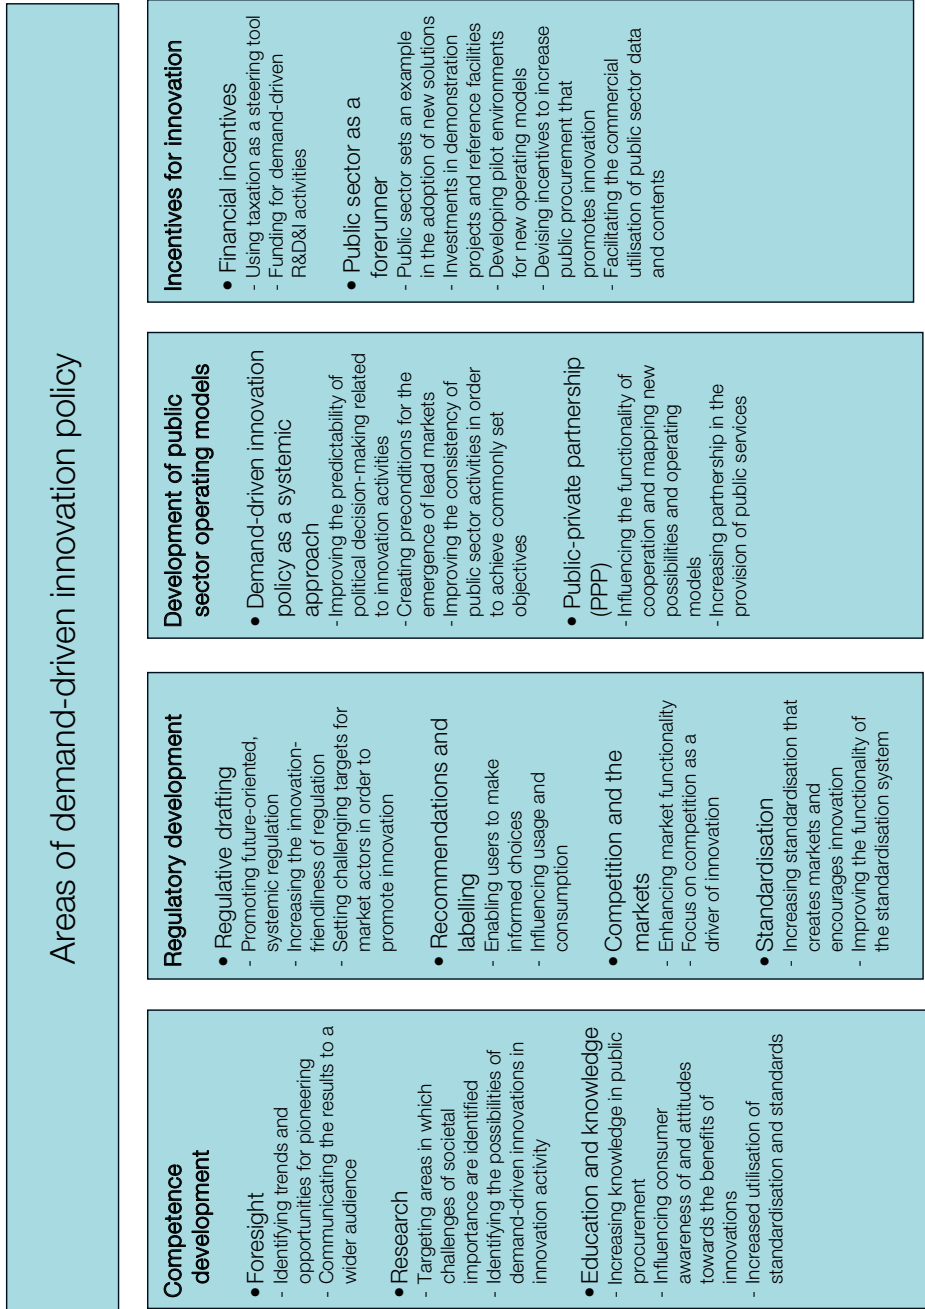 Areas of demand-driven innovation policy
Competence
development
• Foresight
- Identifying trends and
opportunities for pioneering
- Communicating the results to a
wider audience
• Research
- Targeting areas in which
challenges of societal
importance are identified
- Identifying the possibilities of
demand-driven innovations in
innovation activity
• Education and knowledge
- Increasing knowledge in public
procurement
- Influencing consumer
awareness of and attitudes
towards the benefits of
innovations
- Increased utilisation of
standardisation and standards
Regulatory development
• Regulative drafting
- Promoting future-oriented,
systemic regulation
- Increasing the innovation-
friendliness of regulation
- Setting challenging targets for
market actors in order to
promote innovation
• Recommendations and
labelling
- Enabling users to make
informed choices
- Influencing usage and
consumption
• Competition and the
markets
- Enhancing market functionality
- Focus on competition as a
driver of innovation
• Standardisation
- Increasing standardisation that
creates markets and
encourages innovation
- Improving the functionality of
the standardisation system
Development of public
sector operating models
• Demand-driven innovation
policy as a systemic
approach
- Improving the predictability of
political decision-making related
to innovation activities
- Creating preconditions for the
emergence of lead markets
- Improving the consistency of
public sector activities in order
to achieve commonly set
objectives
• Public-private partnership
(PPP)
- Influencing the functionality of
cooperation and mapping new
possibilities and operating
models
- Increasing partnership in the
provision of public services
Incentives for innovation
• Financial incentives
- Using taxation as a steering tool
- Funding for demand-driven
R&D&I activities
• Public sector as a
forerunner
- Public sector sets an example
in the adoption of new solutions
- Investments in demonstration
projects and reference facilities
- Developing pilot environments
for new operating models
- Devising incentives to increase
public procurement that
promotes innovation
- Facilitating the commercial
utilisation of public sector data
and contents